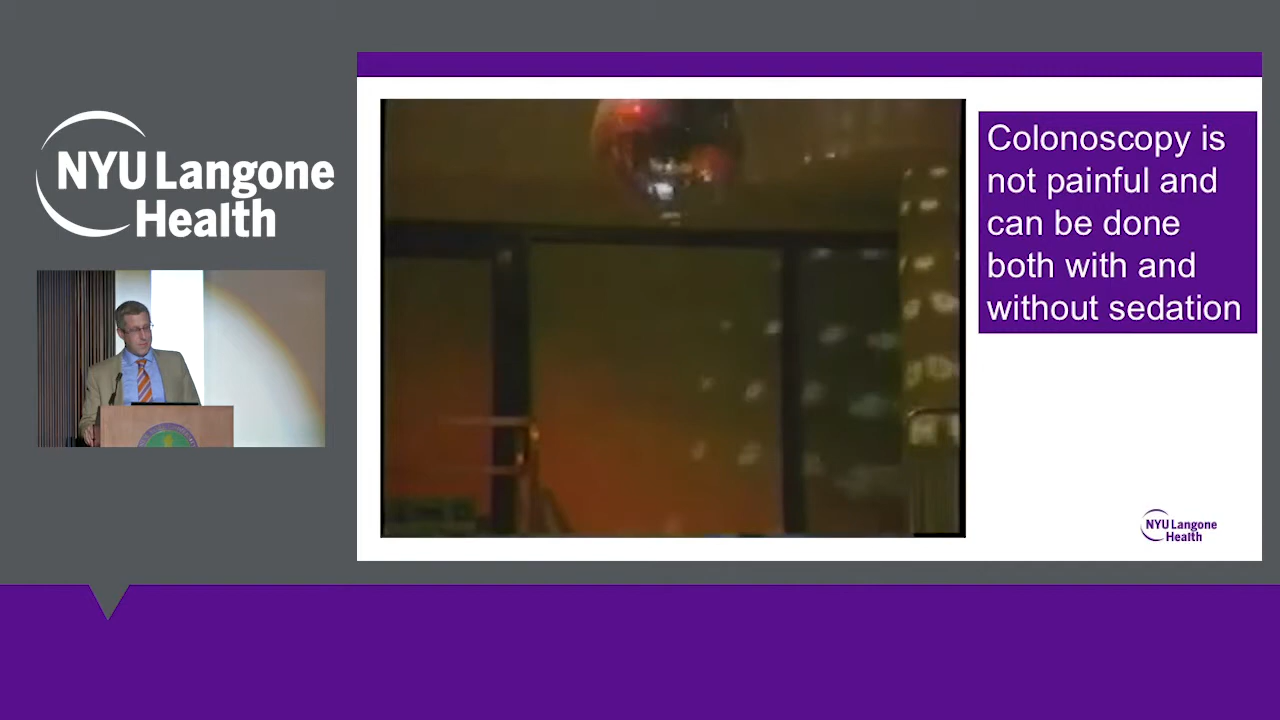 NYU Langone
Health
Colonoscopy is
not painful and
can be done
both with and
without sedation
NYU Langone
Health